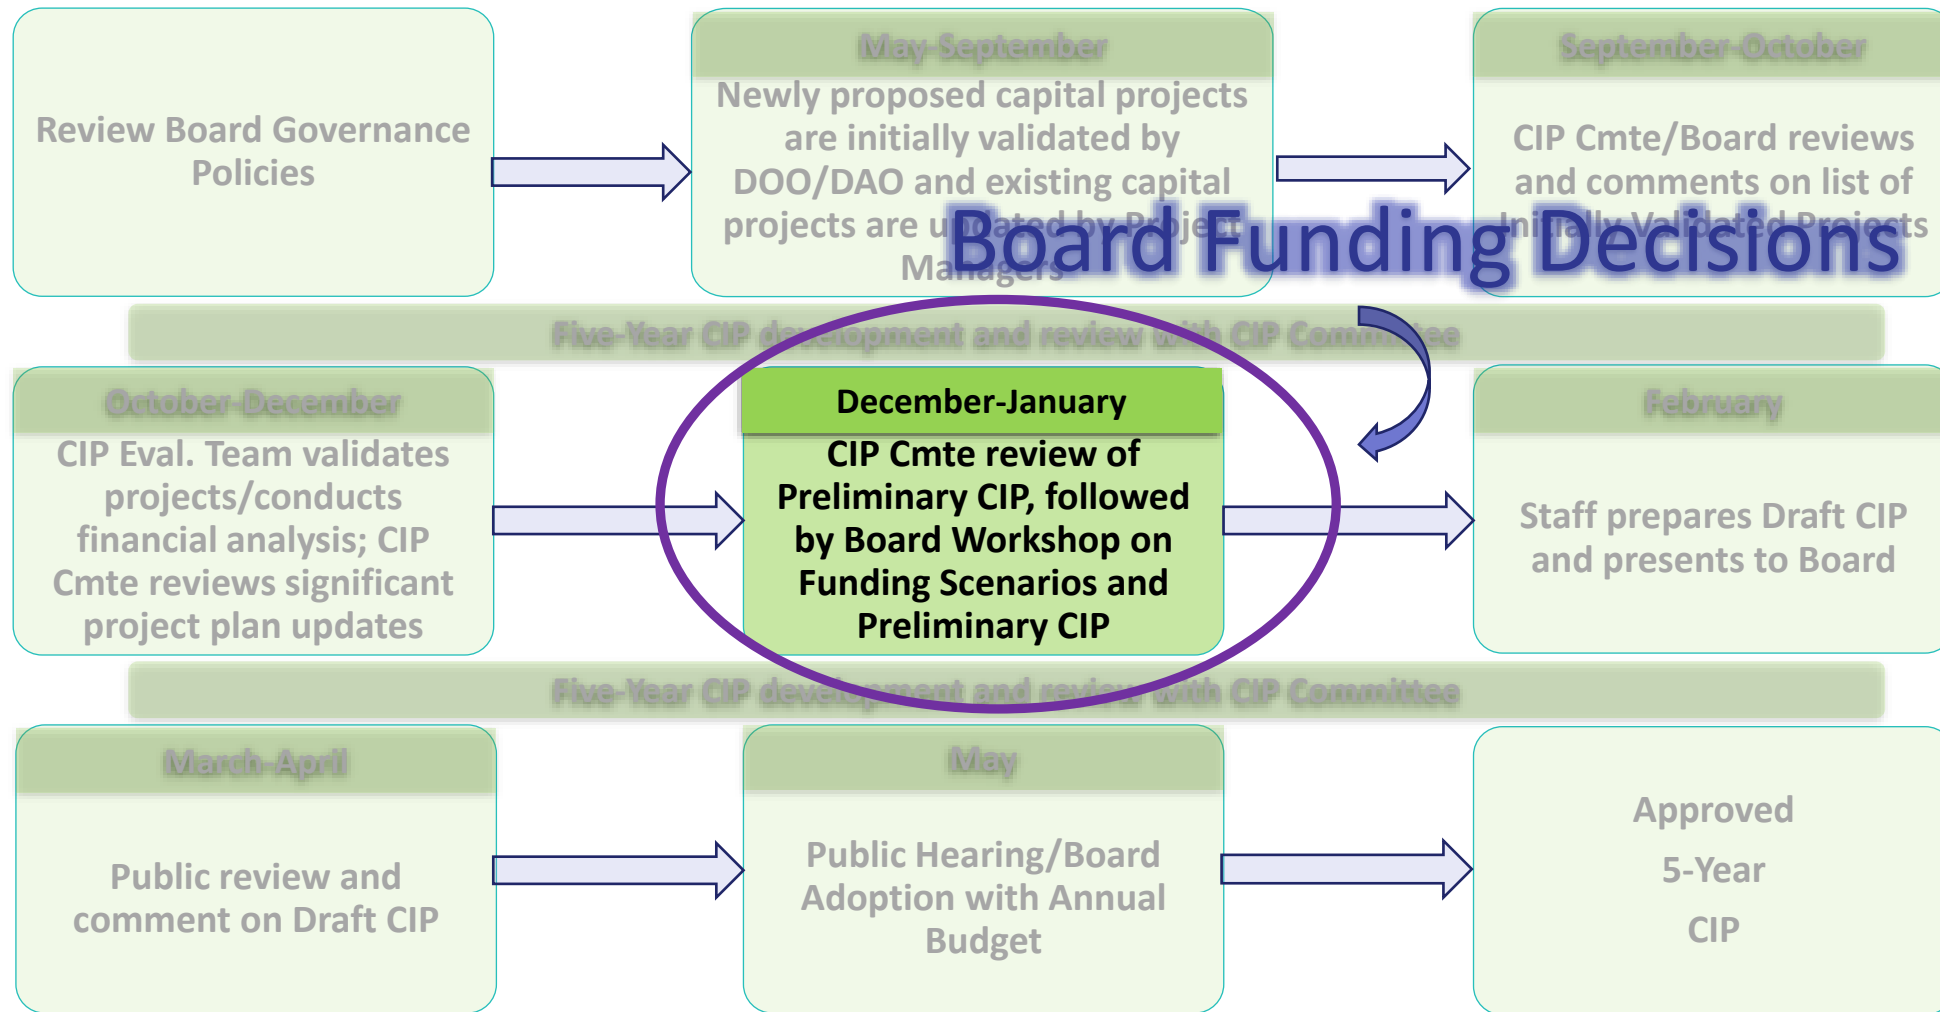 Review Board Governance
Policies
May-September
Newly proposed capital projects
are initially validated by
DOO/DAO and existing capital
projects are updated by Project
Managers
September-October
CIP Cmte/Board reviews
and comments on list of
Initially Validated Projects
Board Funding Decisions
Five-Year CIP development and review with CIP Committee
October-December
CIP Eval. Team validates
projects/conducts
financial analysis; CIP
Cmte reviews significant
project plan updates
December-January
CIP Cmte review of
Preliminary CIP, followed
by Board Workshop on
Funding Scenarios and
Preliminary CIP
February
Staff prepares Draft CIP
and presents to Board
Five-Year CIP development and review with CIP Committee
March-April
Public review and
comment on Draft CIP
May
Public Hearing/Board
Adoption with Annual
Budget
Approved
5-Year
CIP